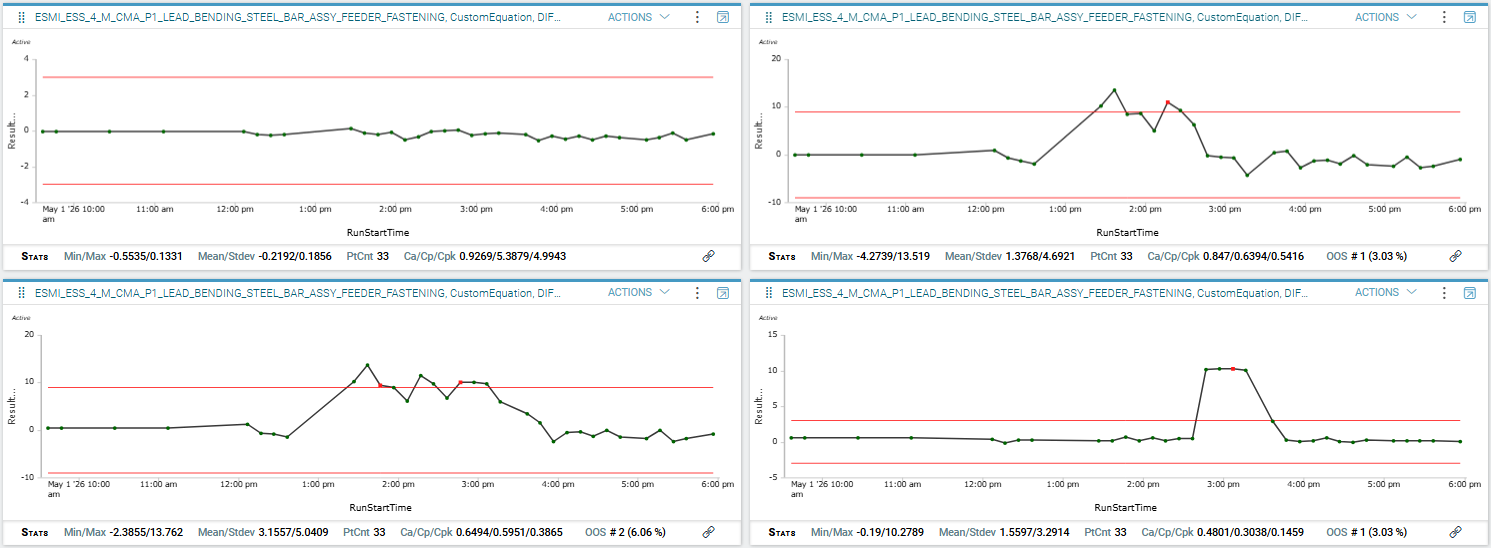 ESMI_ESS_4_M_CMA_P1_LEAD_BENDING_STEEL_BAR_ASSY_FEEDER_FASTENING, CustomEquation, DIF... ACTIONS
Active
4
2
0
-2
-4
Result...
May 1 '26 10:00 am 11:00 am 12:00 pm 1:00 pm 2:00 pm 3:00 pm 4:00 pm 5:00 pm 6:00 pm
RunStartTime
STATS Min/Max -0.5535/0.1331 Mean/Stdev -0.2192/0.1856 PtCnt 33 Ca/Cp/Cpk 0.9269/5.3879/4.9943
ESMI_ESS_4_M_CMA_P1_LEAD_BENDING_STEEL_BAR_ASSY_FEEDER_FASTENING, CustomEquation, DIF... ACTIONS
Active
20
10
0
-10
Result...
May 1 '26 10:00 am 11:00 am 12:00 pm 1:00 pm 2:00 pm 3:00 pm 4:00 pm 5:00 pm 6:00 pm
RunStartTime
STATS Min/Max -4.2739/13.519 Mean/Stdev 1.3768/4.6921 PtCnt 33 Ca/Cp/Cpk 0.847/0.6394/0.5416 OOS # 1 (3.03 %)
ESMI_ESS_4_M_CMA_P1_LEAD_BENDING_STEEL_BAR_ASSY_FEEDER_FASTENING, CustomEquation, DIF... ACTIONS
Active
20
10
0
-10
Result...
May 1 '26 10:00 am 11:00 am 12:00 pm 1:00 pm 2:00 pm 3:00 pm 4:00 pm 5:00 pm 6:00 pm
RunStartTime
STATS Min/Max -2.3855/13.762 Mean/Stdev 3.1557/5.0409 PtCnt 33 Ca/Cp/Cpk 0.6494/0.5951/0.3865 OOS # 2 (6.06 %)
ESMI_ESS_4_M_CMA_P1_LEAD_BENDING_STEEL_BAR_ASSY_FEEDER_FASTENING, CustomEquation, DIF... ACTIONS
Active
15
10
5
0
-5
Result...
May 1 '26 10:00 am 11:00 am 12:00 pm 1:00 pm 2:00 pm 3:00 pm 4:00 pm 5:00 pm 6:00 pm
RunStartTime
STATS Min/Max -0.19/10.2789 Mean/Stdev 1.5597/3.2914 PtCnt 33 Ca/Cp/Cpk 0.4801/0.3038/0.1459 OOS # 1 (3.03 %)